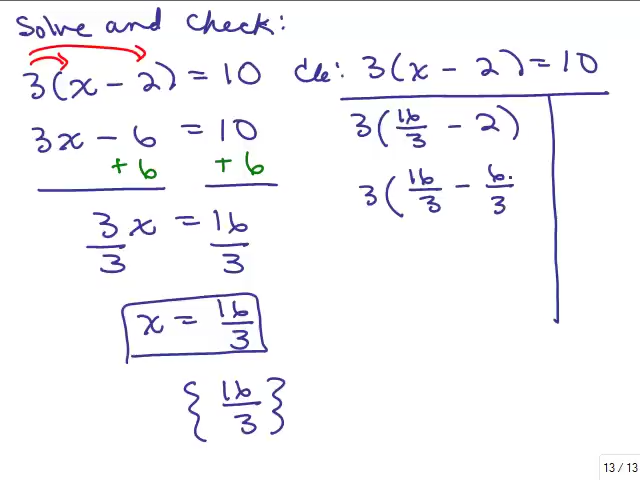 Solve and Check:
3(x - 2) = 10
3x - 6 = 10
+ 6 + 6
3/3 x = 16/3
x = 16/3
{16/3}
Ck: 3(x - 2) = 10
3(16/3 - 2)
3(16/3 - 6/3
13 / 13